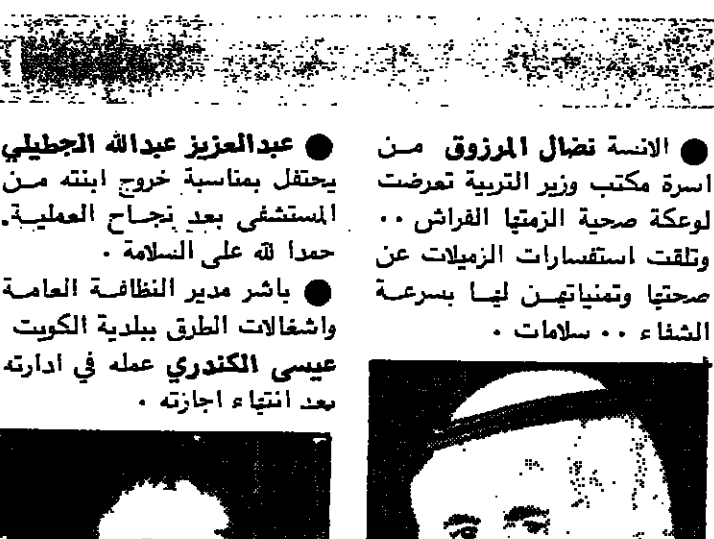 ● الانسة نضال المرزوق من
اسرة مكتب وزير التربية تعرضت
لوعكة صحية الزمتها الفراش ..
وتلقت استفسارات الزميلات عن
صحتها وتمنياتهن لها بسرعة
الشفاء .. سلامات .
● عبدالعزيز عبدالله الجطيلي
يحتفل بمناسبة خروج ابنته من
المستشفى بعد نجاح العملية.
حمدا لله على السلامة .
● باشر مدير النظافة العامة
واشغالات الطرق ببلدية الكويت
عيسى الكندري عمله في ادارته
بعد انتهاء اجازته .